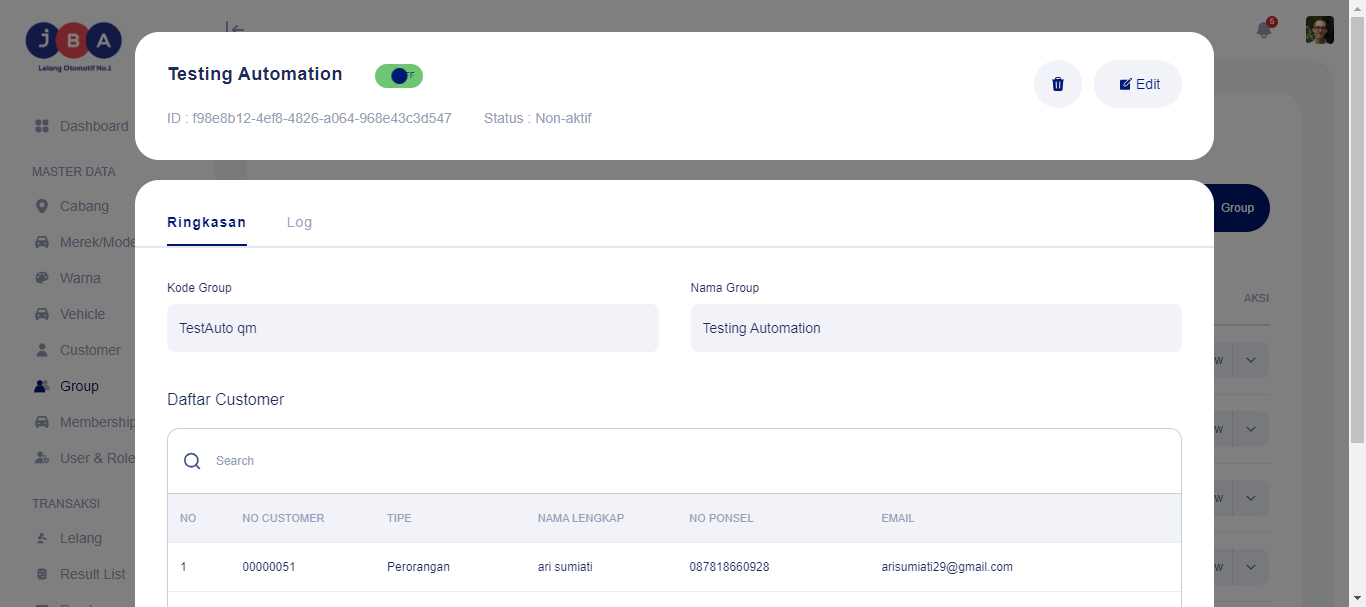 JBA
Lelang Otomotif No.1
5
Dashboard
MASTER DATA
Cabang
Merek/Mode
Warna
Vehicle
Customer
Group
Membership
User & Role
TRANSAKSI
Lelang
Result List
Testing Automation
Edit
ID : f98e8b12-4ef8-4826-a064-968e43c3d547
Status : Non-aktif
Ringkasan
Log
Group
AKSI
Kode Group
Nama Group
TestAuto qm
Testing Automation
Daftar Customer
Search
NO
NO CUSTOMER
TIPE
NAMA LENGKAP
NO PONSEL
EMAIL
1
00000051
Perorangan
ari sumiati
087818660928
arisumiati29@gmail.com